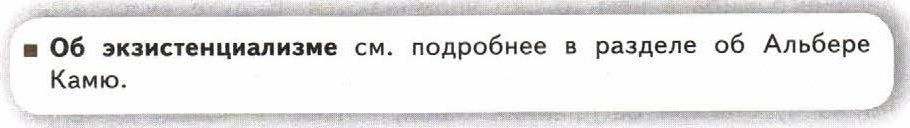 ▪ Об экзистенциализме см. подробнее в разделе об Альбере
Камю.